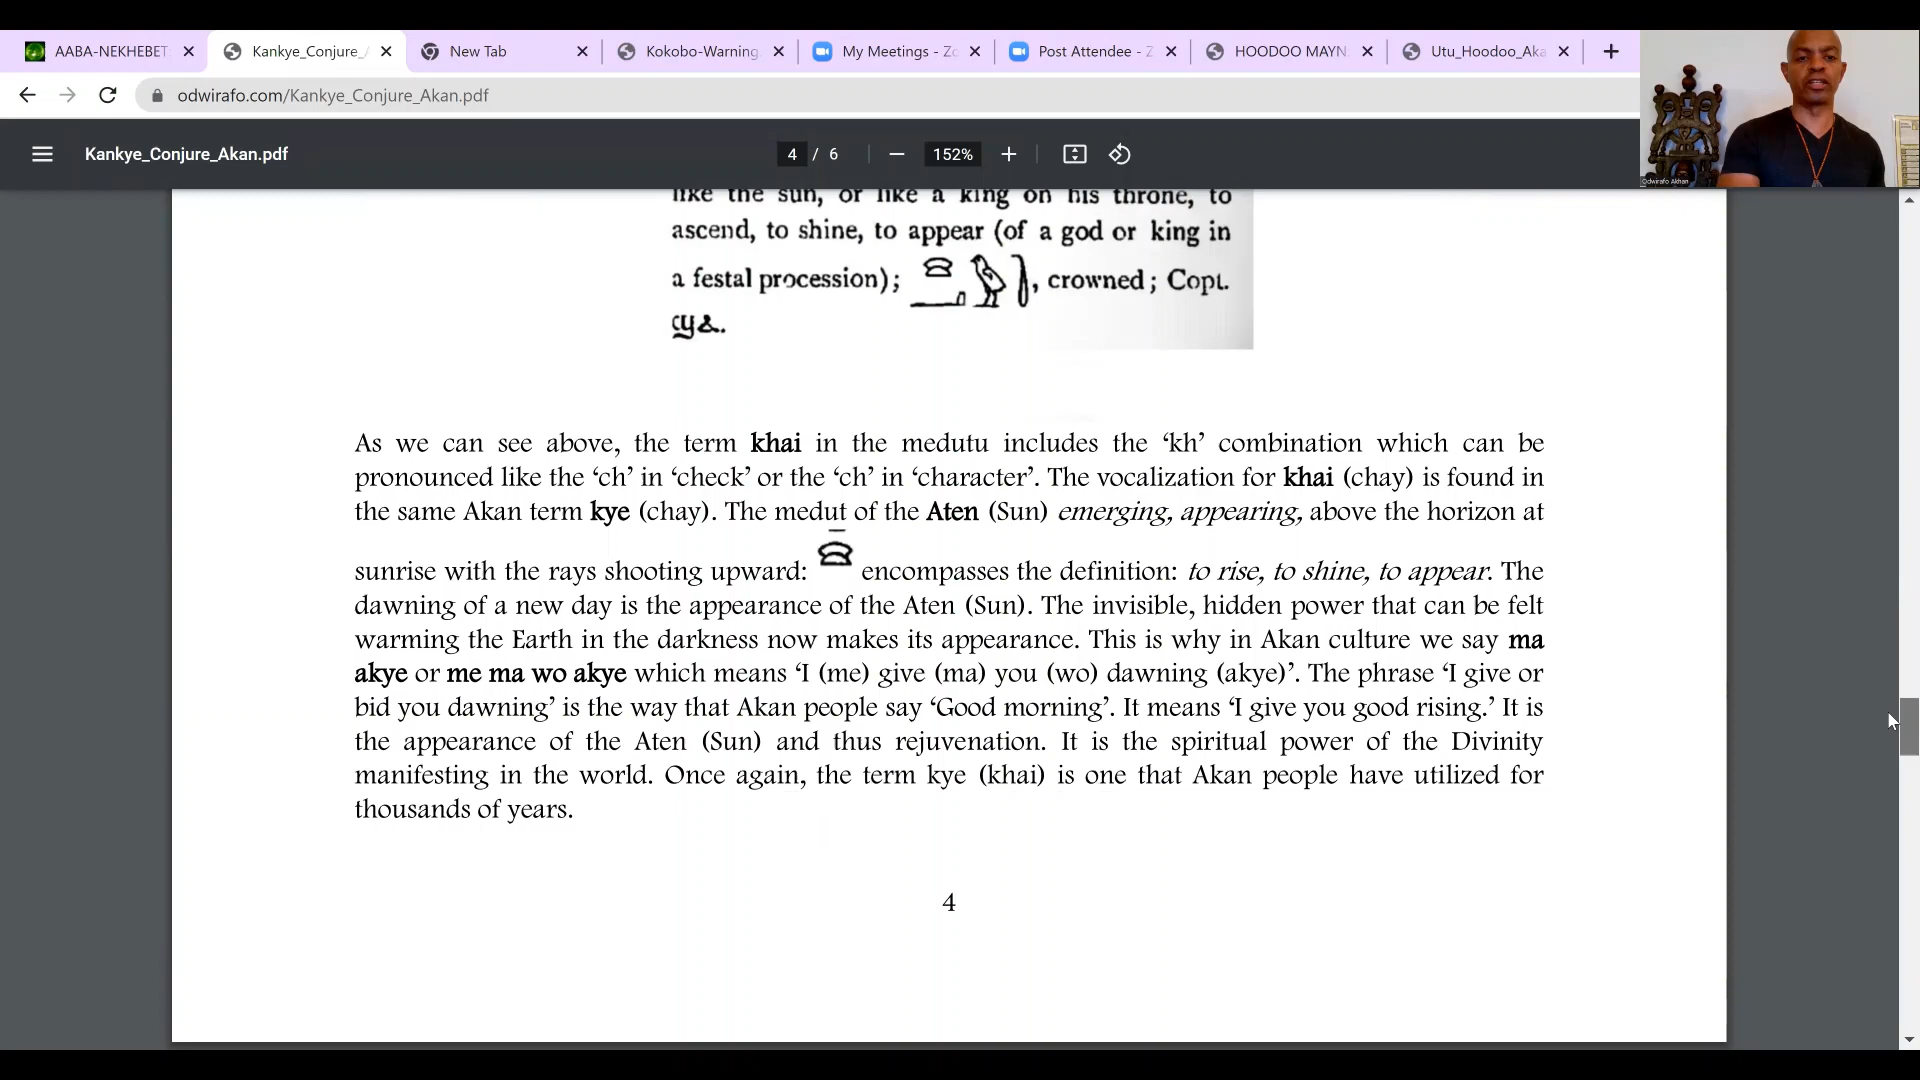 AABA-NEKHEBET
Kankye_Conjure_A
New Tab
Kokobo-Warning
My Meetings - Zo
Post Attendee - Z
HOODOO MAYN
Utu_Hoodoo_Aka
odwirafo.com/Kankye_Conjure_Akan.pdf
Kankye_Conjure_Akan.pdf
4 / 6
152%
Odwirafo Akhan
like the sun, or like a king on his throne, to
ascend, to shine, to appear (of a god or king in
a festal procession); , crowned; Copt.
ϣⲁ.
As we can see above, the term khai in the medutu includes the ‘kh’ combination which can be
pronounced like the ‘ch’ in ‘check’ or the ‘ch’ in ‘character’. The vocalization for khai (chay) is found in
the same Akan term kye (chay). The medut of the Aten (Sun) emerging, appearing, above the horizon at
sunrise with the rays shooting upward: encompasses the definition: to rise, to shine, to appear. The
dawning of a new day is the appearance of the Aten (Sun). The invisible, hidden power that can be felt
warming the Earth in the darkness now makes its appearance. This is why in Akan culture we say ma
akye or me ma wo akye which means ‘I (me) give (ma) you (wo) dawning (akye)’. The phrase ‘I give or
bid you dawning’ is the way that Akan people say ‘Good morning’. It means ‘I give you good rising.’ It is
the appearance of the Aten (Sun) and thus rejuvenation. It is the spiritual power of the Divinity
manifesting in the world. Once again, the term kye (khai) is one that Akan people have utilized for
thousands of years.
4